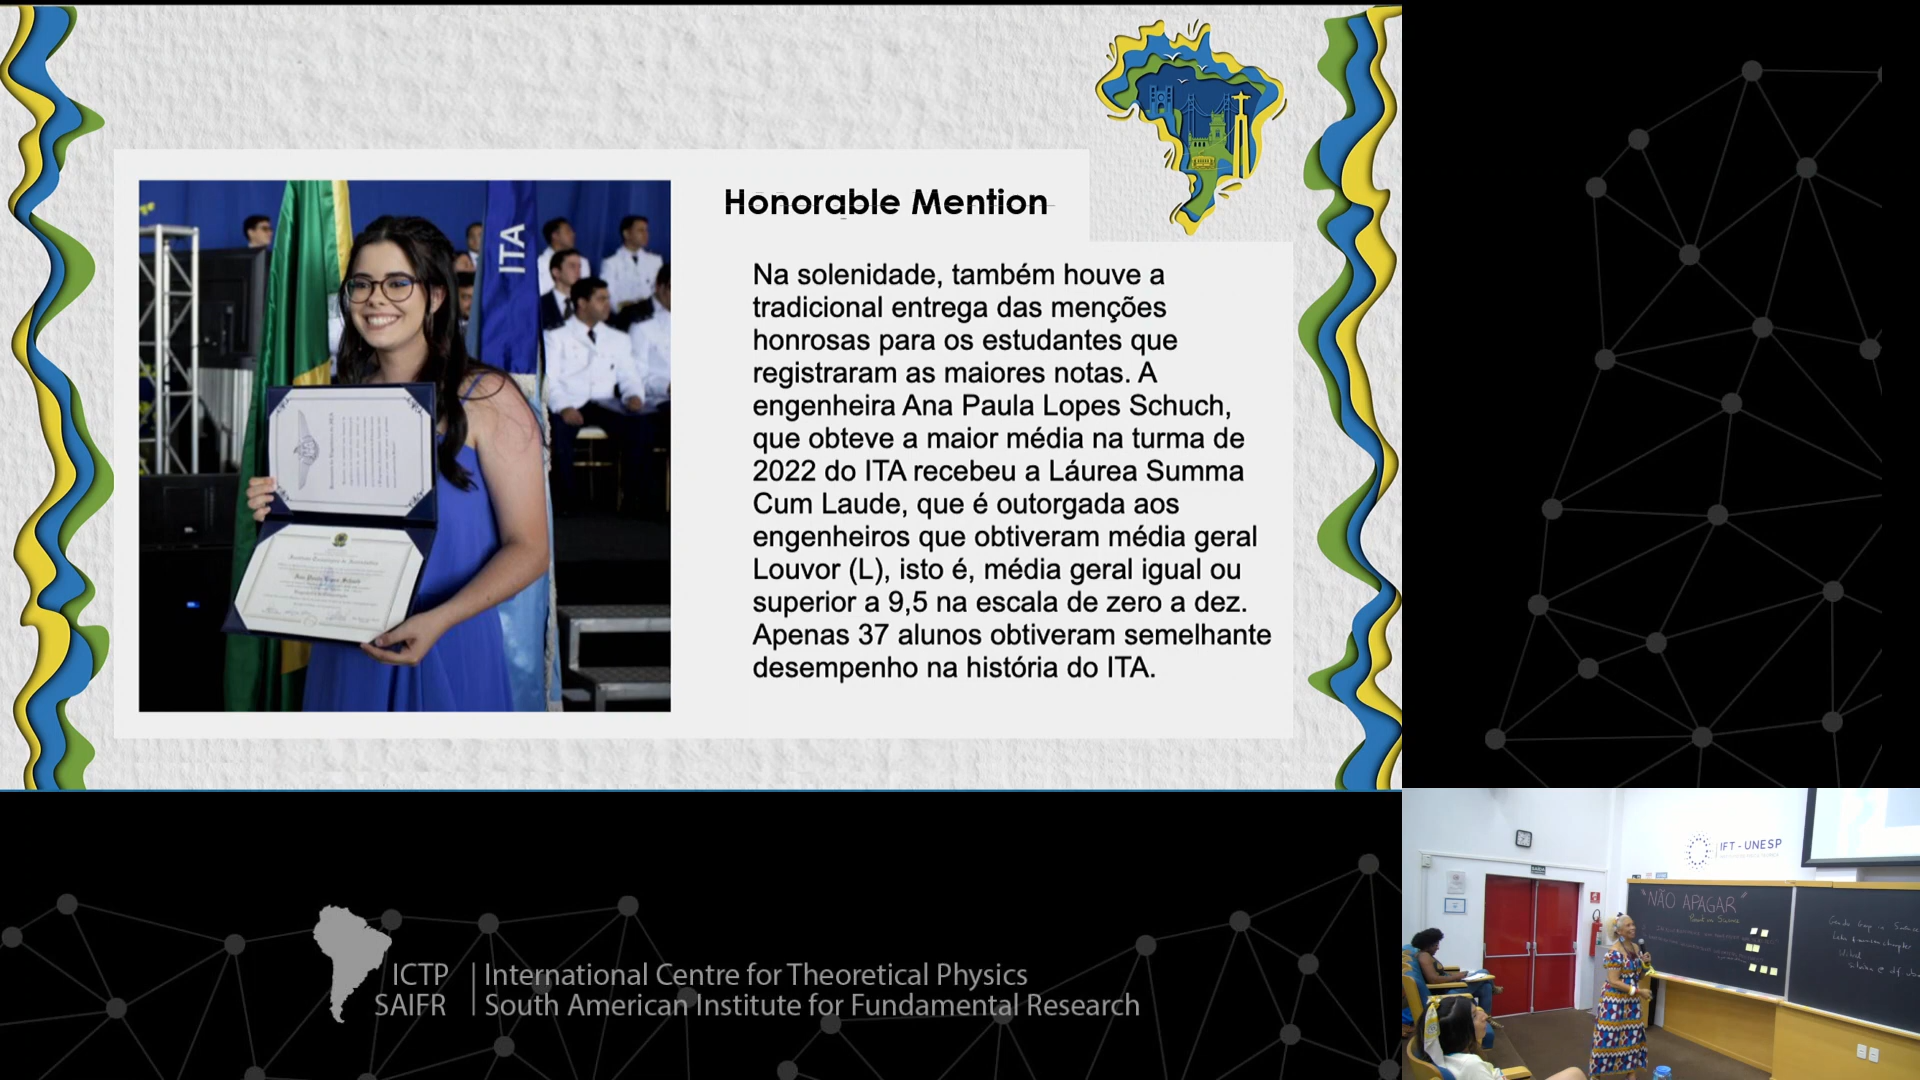 Honorable Mention
Na solenidade, também houve a
tradicional entrega das menções
honrosas para os estudantes que
registraram as maiores notas. A
engenheira Ana Paula Lopes Schuch,
que obteve a maior média na turma de
2022 do ITA recebeu a Láurea Summa
Cum Laude, que é outorgada aos
engenheiros que obtiveram média geral
Louvor (L), isto é, média geral igual ou
superior a 9,5 na escala de zero a dez.
Apenas 37 alunos obtiveram semelhante
desempenho na história do ITA.
ITA
ICTP
SAIFR
International Centre for Theoretical Physics
South American Institute for Fundamental Research
IFT - UNESP
"NÃO APAGAR"